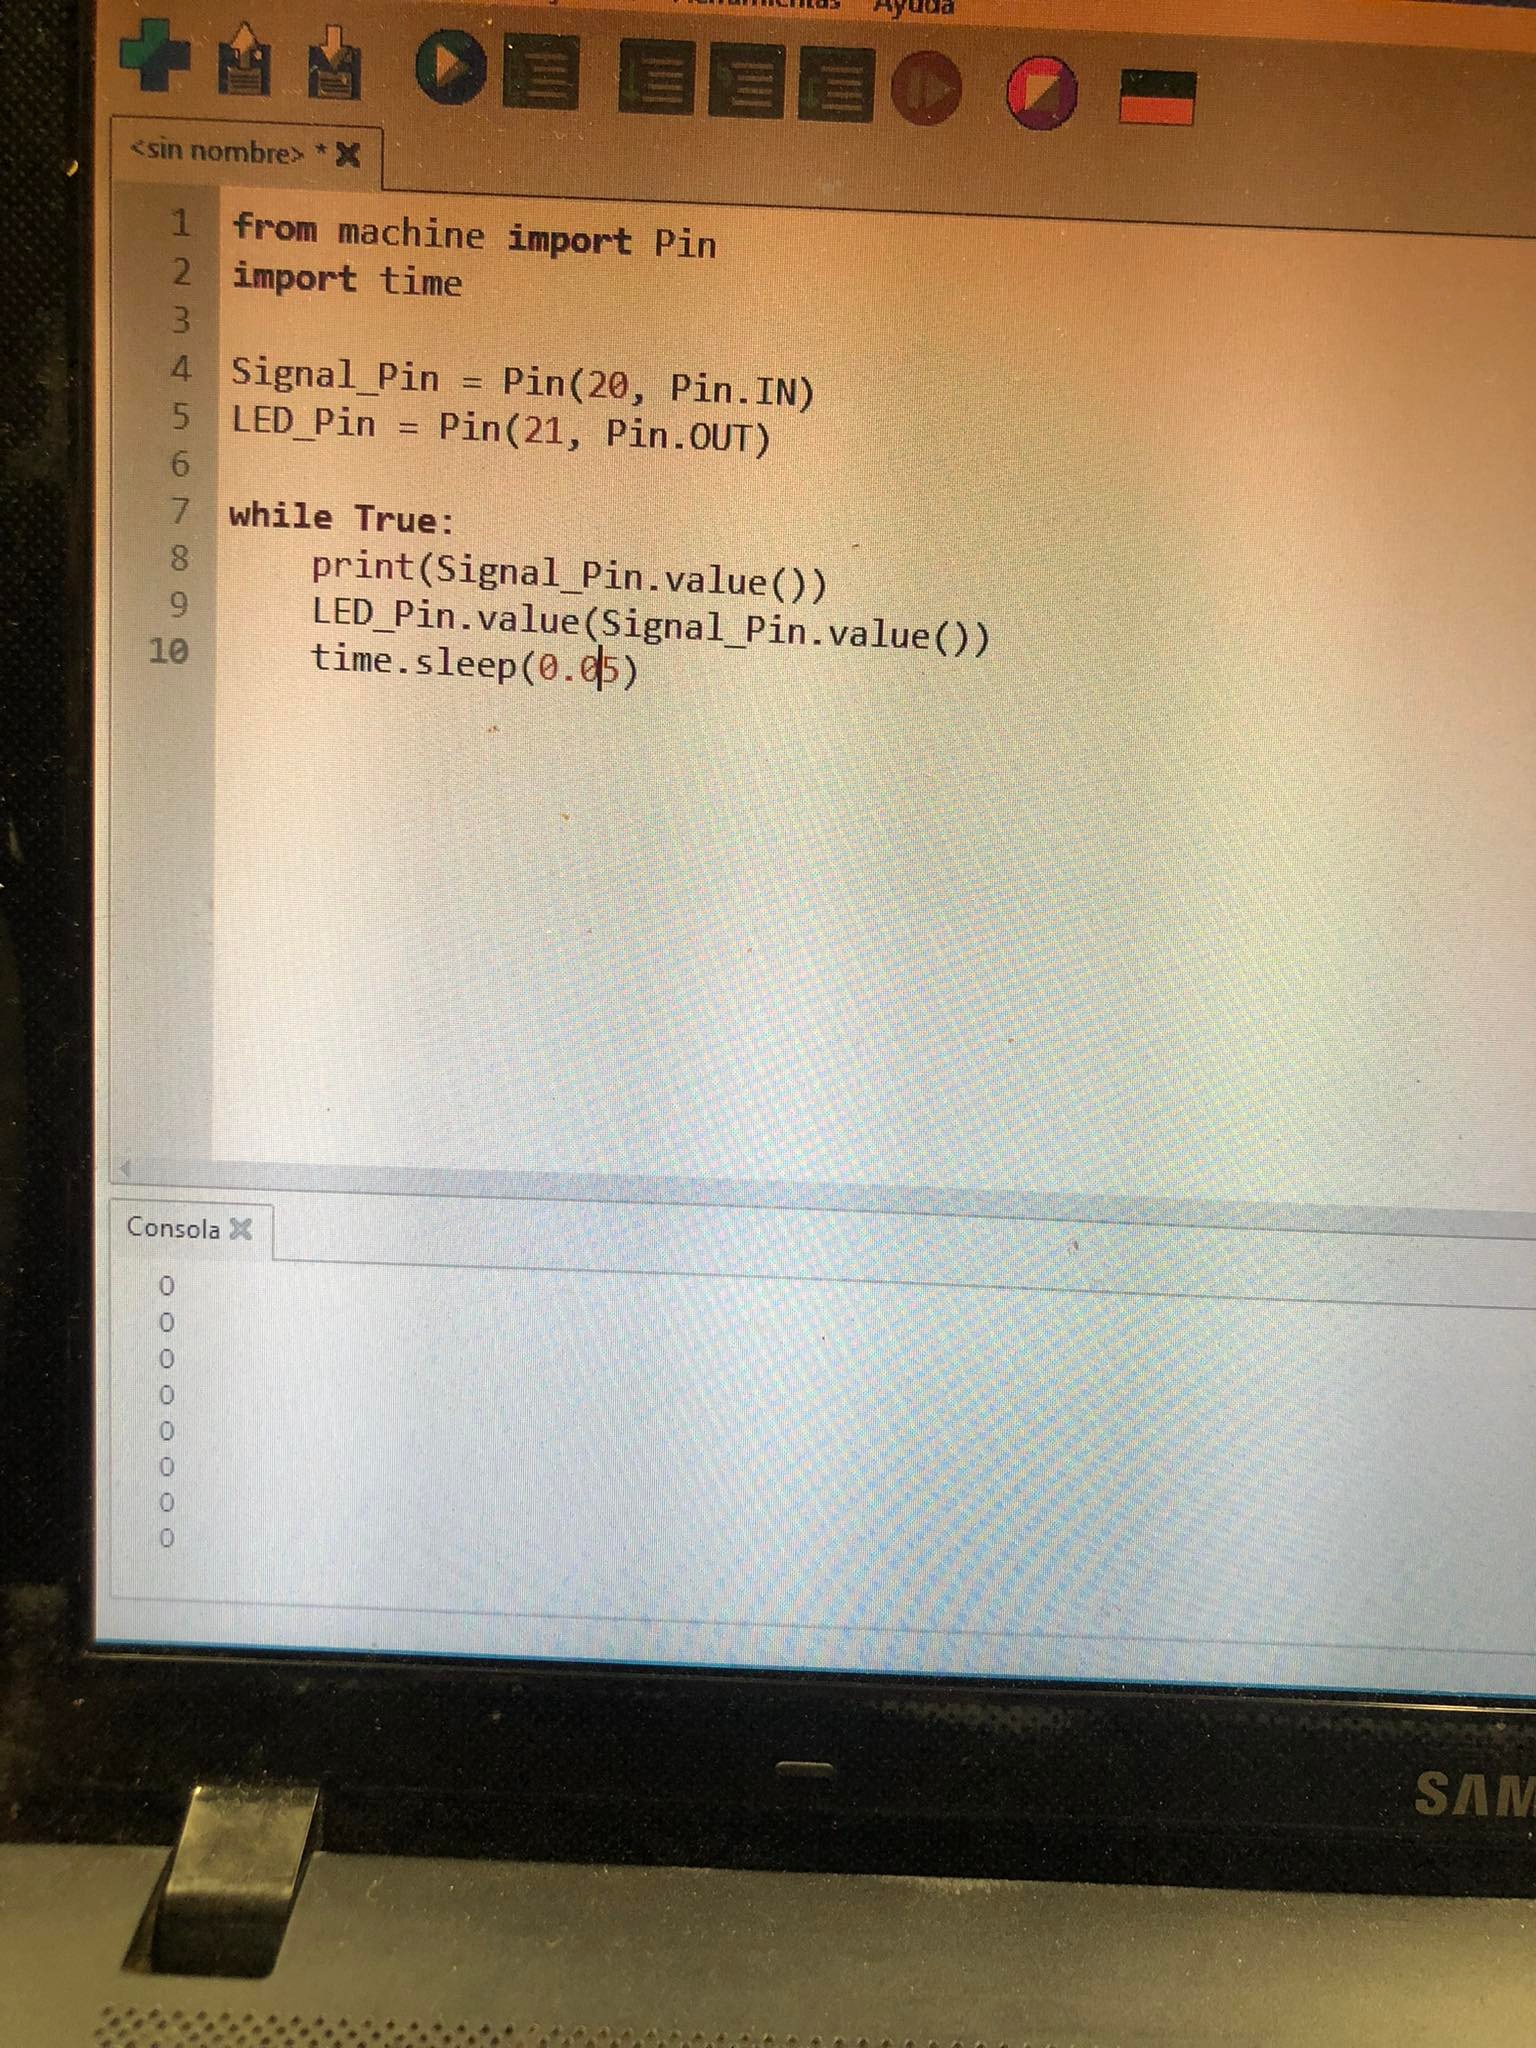 Ayuda
<sin nombre> *
1 from machine import Pin
2 import time
3
4 Signal_Pin = Pin(20, Pin.IN)
5 LED_Pin = Pin(21, Pin.OUT)
6
7 while True:
8 print(Signal_Pin.value())
9 LED_Pin.value(Signal_Pin.value())
10 time.sleep(0.05)
Consola
0
0
0
0
0
0
0
0
SAM